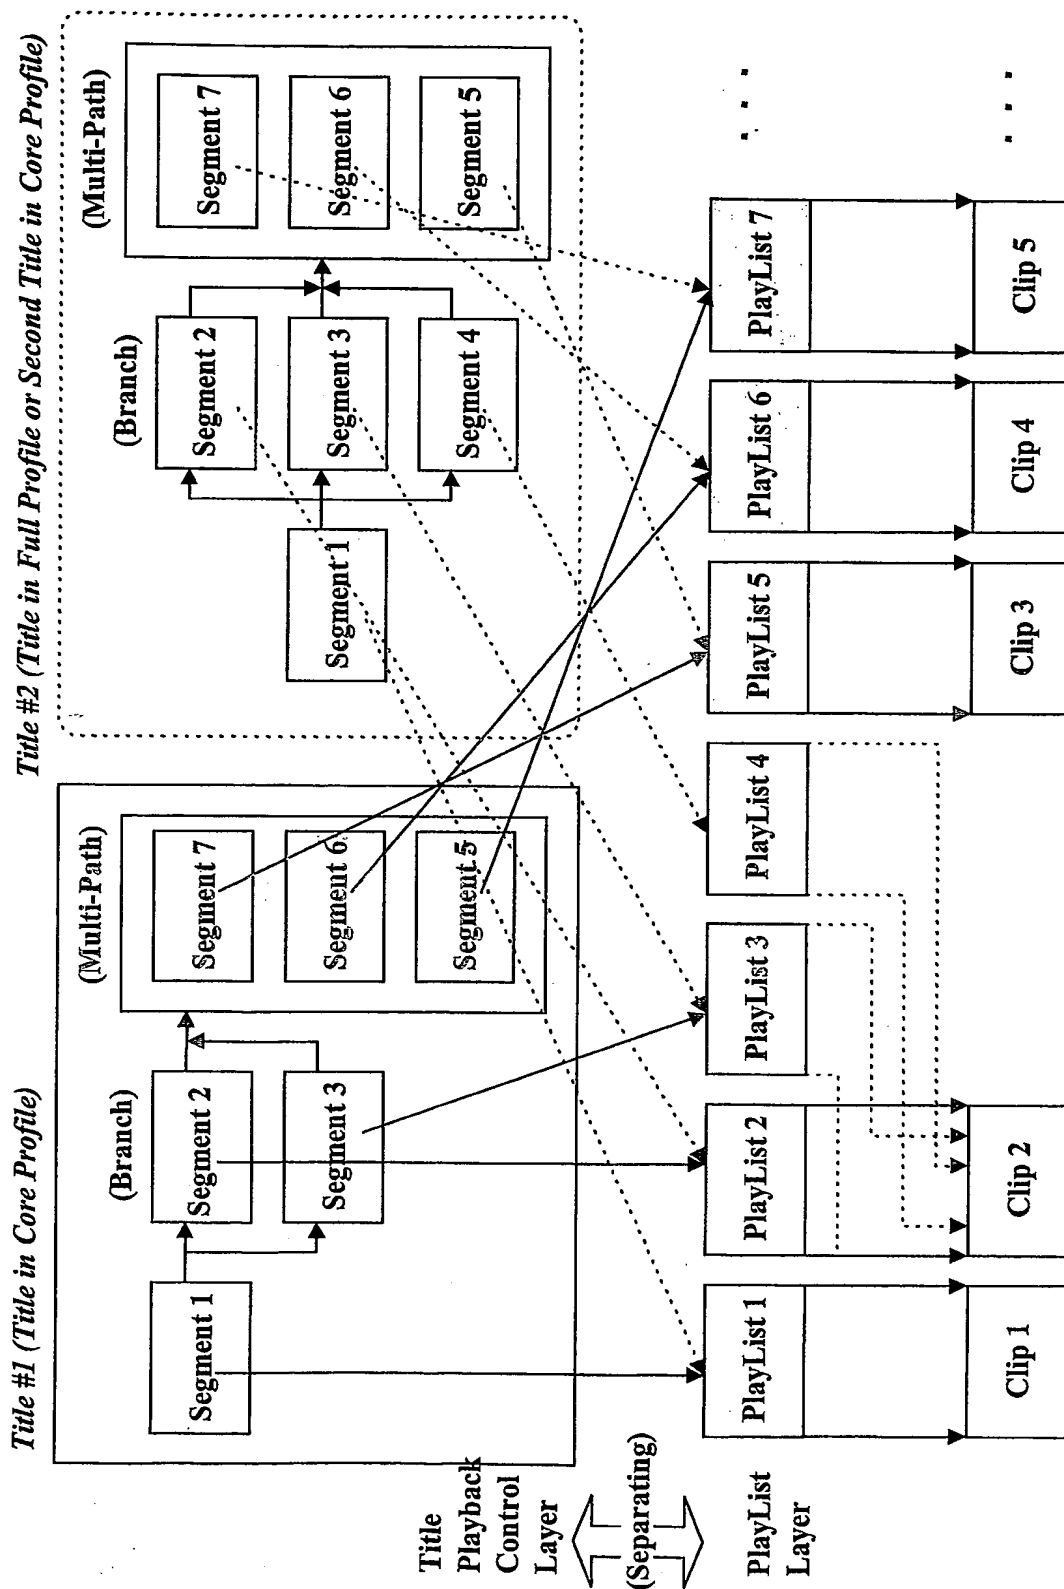 Title #1 (Title in Core Profile)
Title #2 (Title in Full Profile or Second Title in Core Profile)
(Branch)
(Multi-Path)
Segment 1
Segment 2
Segment 3
Segment 7
Segment 6
Segment 5
(Branch)
(Multi-Path)
Segment 1
Segment 2
Segment 3
Segment 4
Segment 7
Segment 6
Segment 5
Title
Playback
Control
Layer
(Separating)
PlayList
Layer
PlayList 1
PlayList 2
PlayList 3
PlayList 4
PlayList 5
PlayList 6
PlayList 7
. . .
Clip 1
Clip 2
Clip 3
Clip 4
Clip 5
. . .